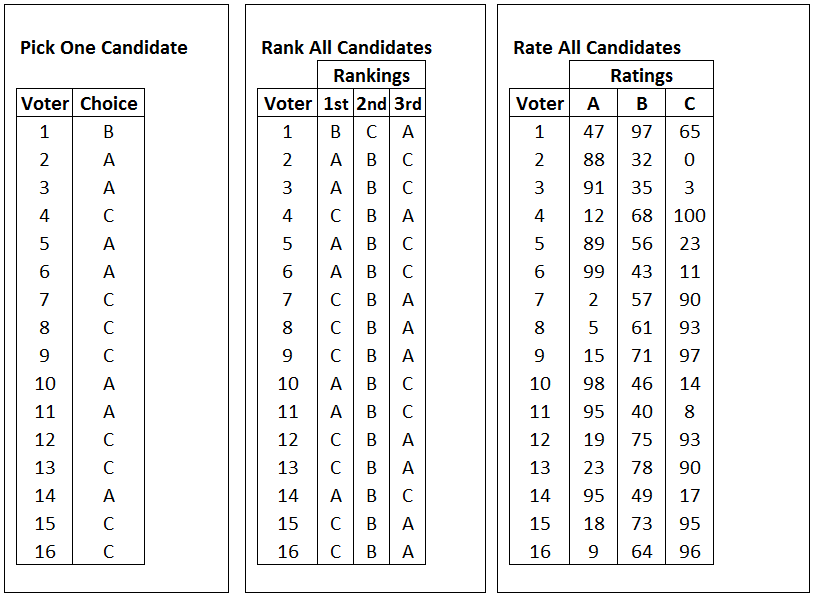 Pick One Candidate
Voter Choice
1 B
2 A
3 A
4 C
5 A
6 A
7 C
8 C
9 C
10 A
11 A
12 C
13 C
14 A
15 C
16 C
Rank All Candidates
Rankings
Voter 1st 2nd 3rd
1 B C A
2 A B C
3 A B C
4 C B A
5 A B C
6 A B C
7 C B A
8 C B A
9 C B A
10 A B C
11 A B C
12 C B A
13 C B A
14 A B C
15 C B A
16 C B A
Rate All Candidates
Ratings
Voter A B C
1 47 97 65
2 88 32 0
3 91 35 3
4 12 68 100
5 89 56 23
6 99 43 11
7 2 57 90
8 5 61 93
9 15 71 97
10 98 46 14
11 95 40 8
12 19 75 93
13 23 78 90
14 95 49 17
15 18 73 95
16 9 64 96